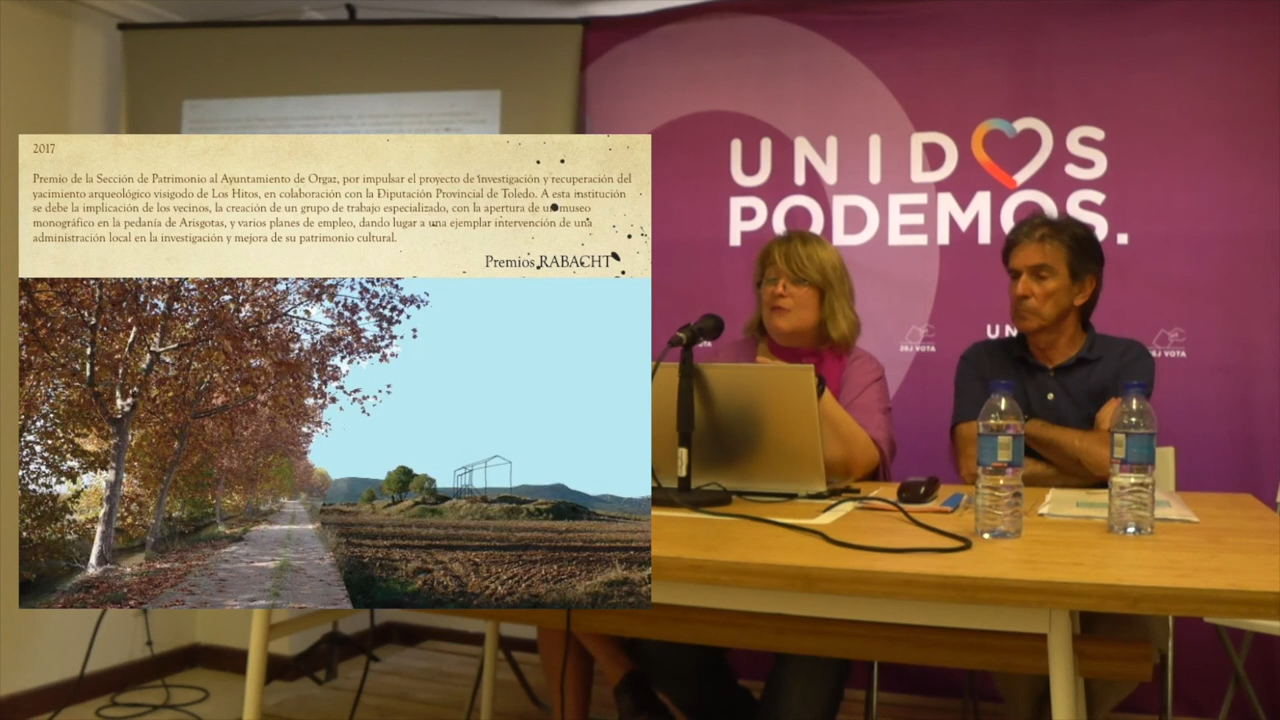 2017
Premio de la Sección de Patrimonio al Ayuntamiento de Orgaz, por impulsar el proyecto de investigación y recuperación del
yacimiento arqueológico visigodo de Los Hitos, en colaboración con la Diputación Provincial de Toledo. A esta institución
se debe la implicación de los vecinos, la creación de un grupo de trabajo especializado, con la apertura de un museo
monográfico en la pedanía de Arisgotas, y varios planes de empleo, dando lugar a una ejemplar intervención de una
administración local en la investigación y mejora de su patrimonio cultural.
Premios RABACHT
UNIDOS
PODEMOS.
UN
26J VOTA
26J VOTA